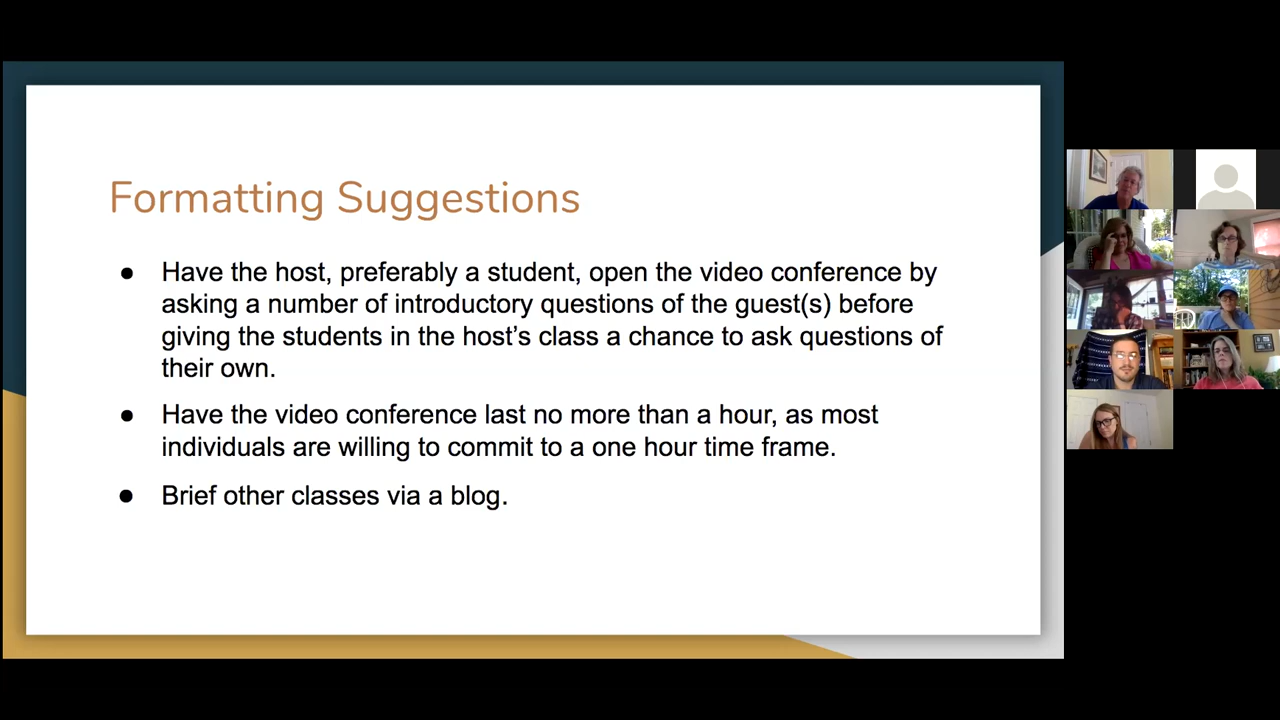 Formatting Suggestions
● Have the host, preferably a student, open the video conference by
asking a number of introductory questions of the guest(s) before
giving the students in the host’s class a chance to ask questions of
their own.
● Have the video conference last no more than a hour, as most
individuals are willing to commit to a one hour time frame.
● Brief other classes via a blog.